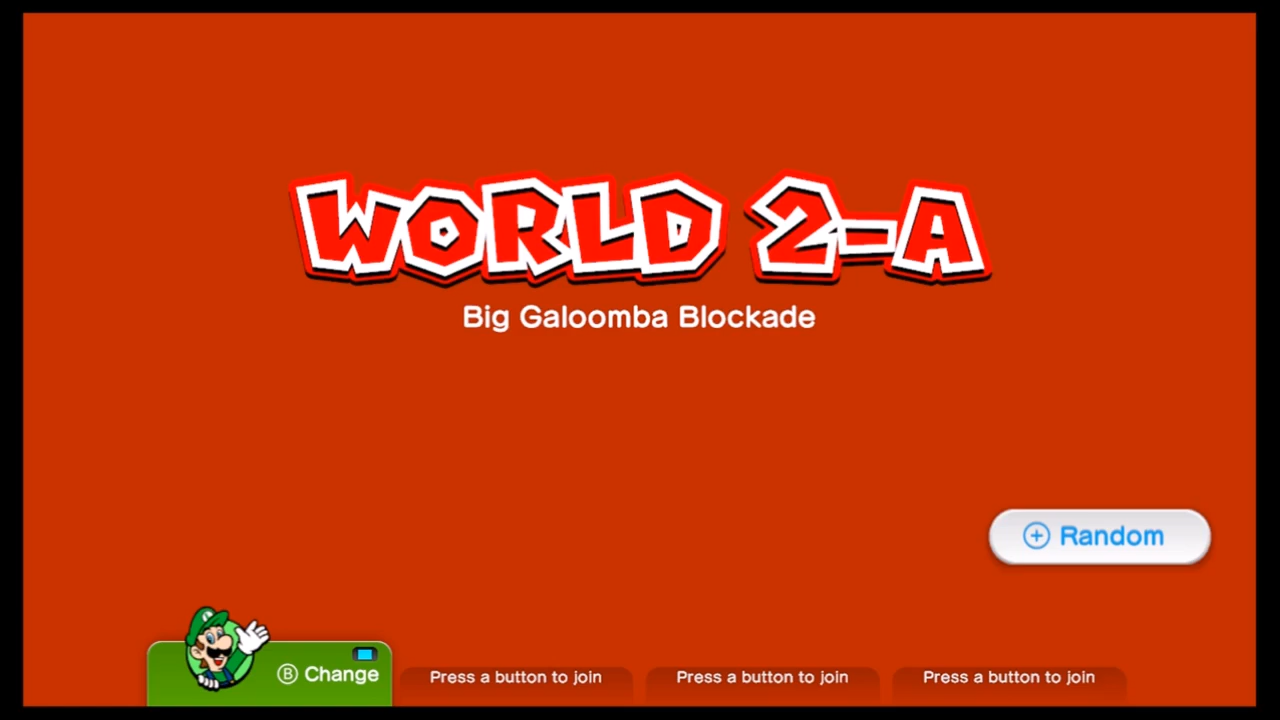 WORLD 2-A
Big Galoomba Blockade
+ Random
B Change
Press a button to join
Press a button to join
Press a button to join